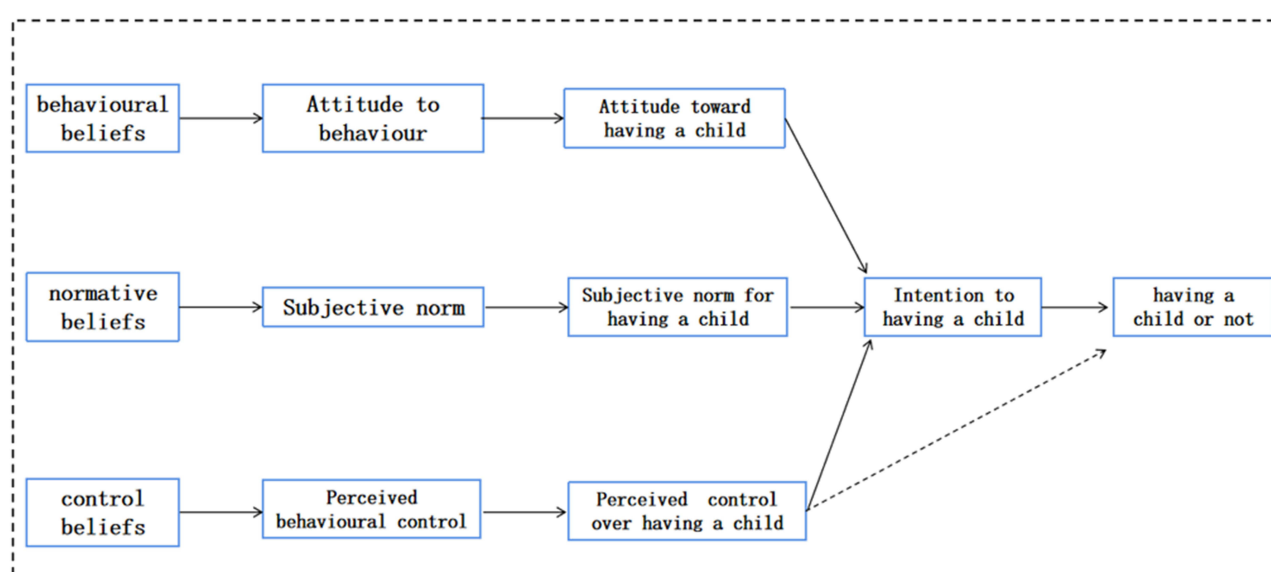 behavioural
beliefs
Attitude to
behaviour
Attitude toward
having a child
normative
beliefs
Subjective norm
Subjective norm for
having a child
Intention to
having a child
having a
child or not
control
beliefs
Perceived
behavioural control
Perceived control
over having a child